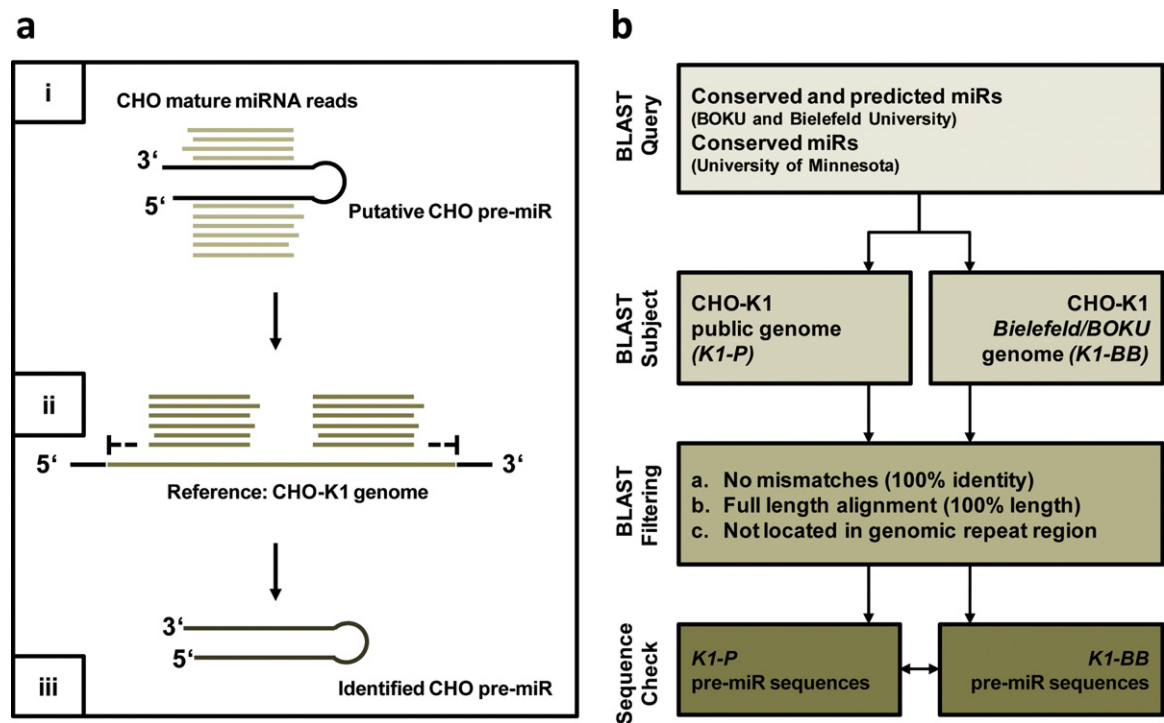 a
i
CHO mature miRNA reads
3‘
5‘
Putative CHO pre-miR
ii
5‘
3‘
Reference: CHO-K1 genome
3‘
5‘
iii
Identified CHO pre-miR
b
BLAST
Query
Conserved and predicted miRs
(BOKU and Bielefeld University)
Conserved miRs
(University of Minnesota)
BLAST
Subject
CHO-K1
public genome
(K1-P)
CHO-K1
Bielefeld/BOKU
genome (K1-BB)
BLAST
Filtering
a. No mismatches (100% identity)
b. Full length alignment (100% length)
c. Not located in genomic repeat region
Sequence
Check
K1-P
pre-miR sequences
K1-BB
pre-miR sequences